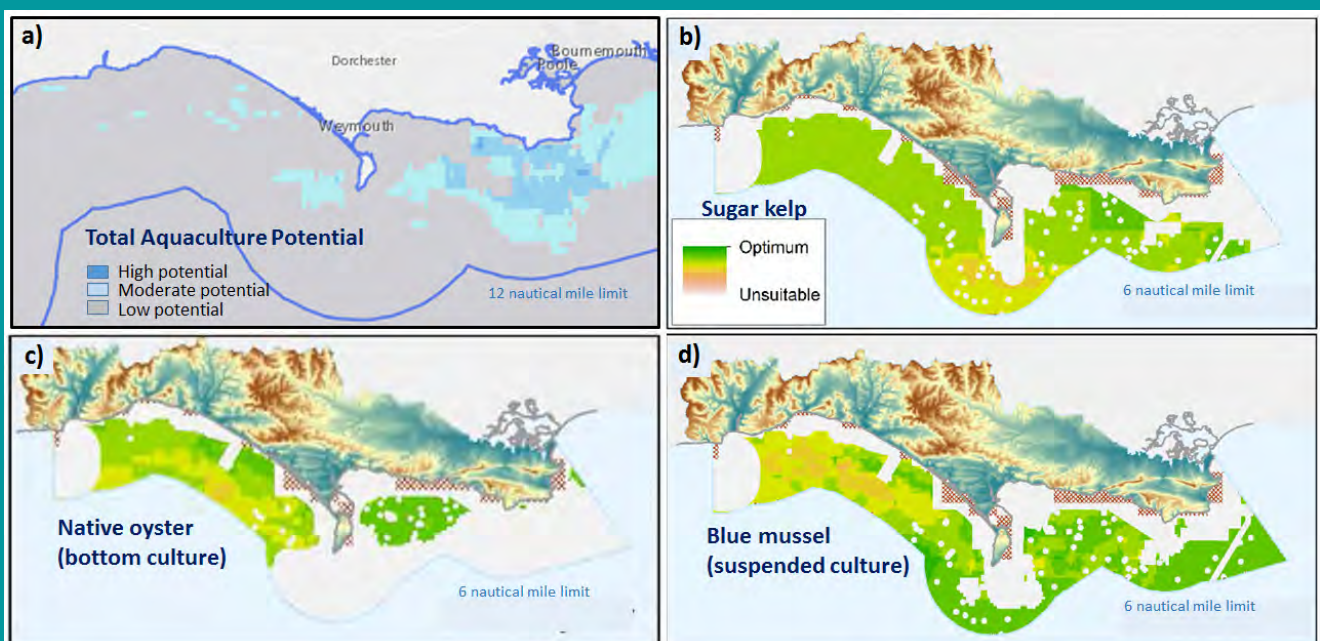 a)
Dorchester
Bournemouth
Poole
Weymouth
Total Aquaculture Potential
High potential
Moderate potential
Low potential
12 nautical mile limit
b)
Sugar kelp
Optimum
Unsuitable
6 nautical mile limit
c)
Native oyster
(bottom culture)
6 nautical mile limit
d)
Blue mussel
(suspended culture)
6 nautical mile limit